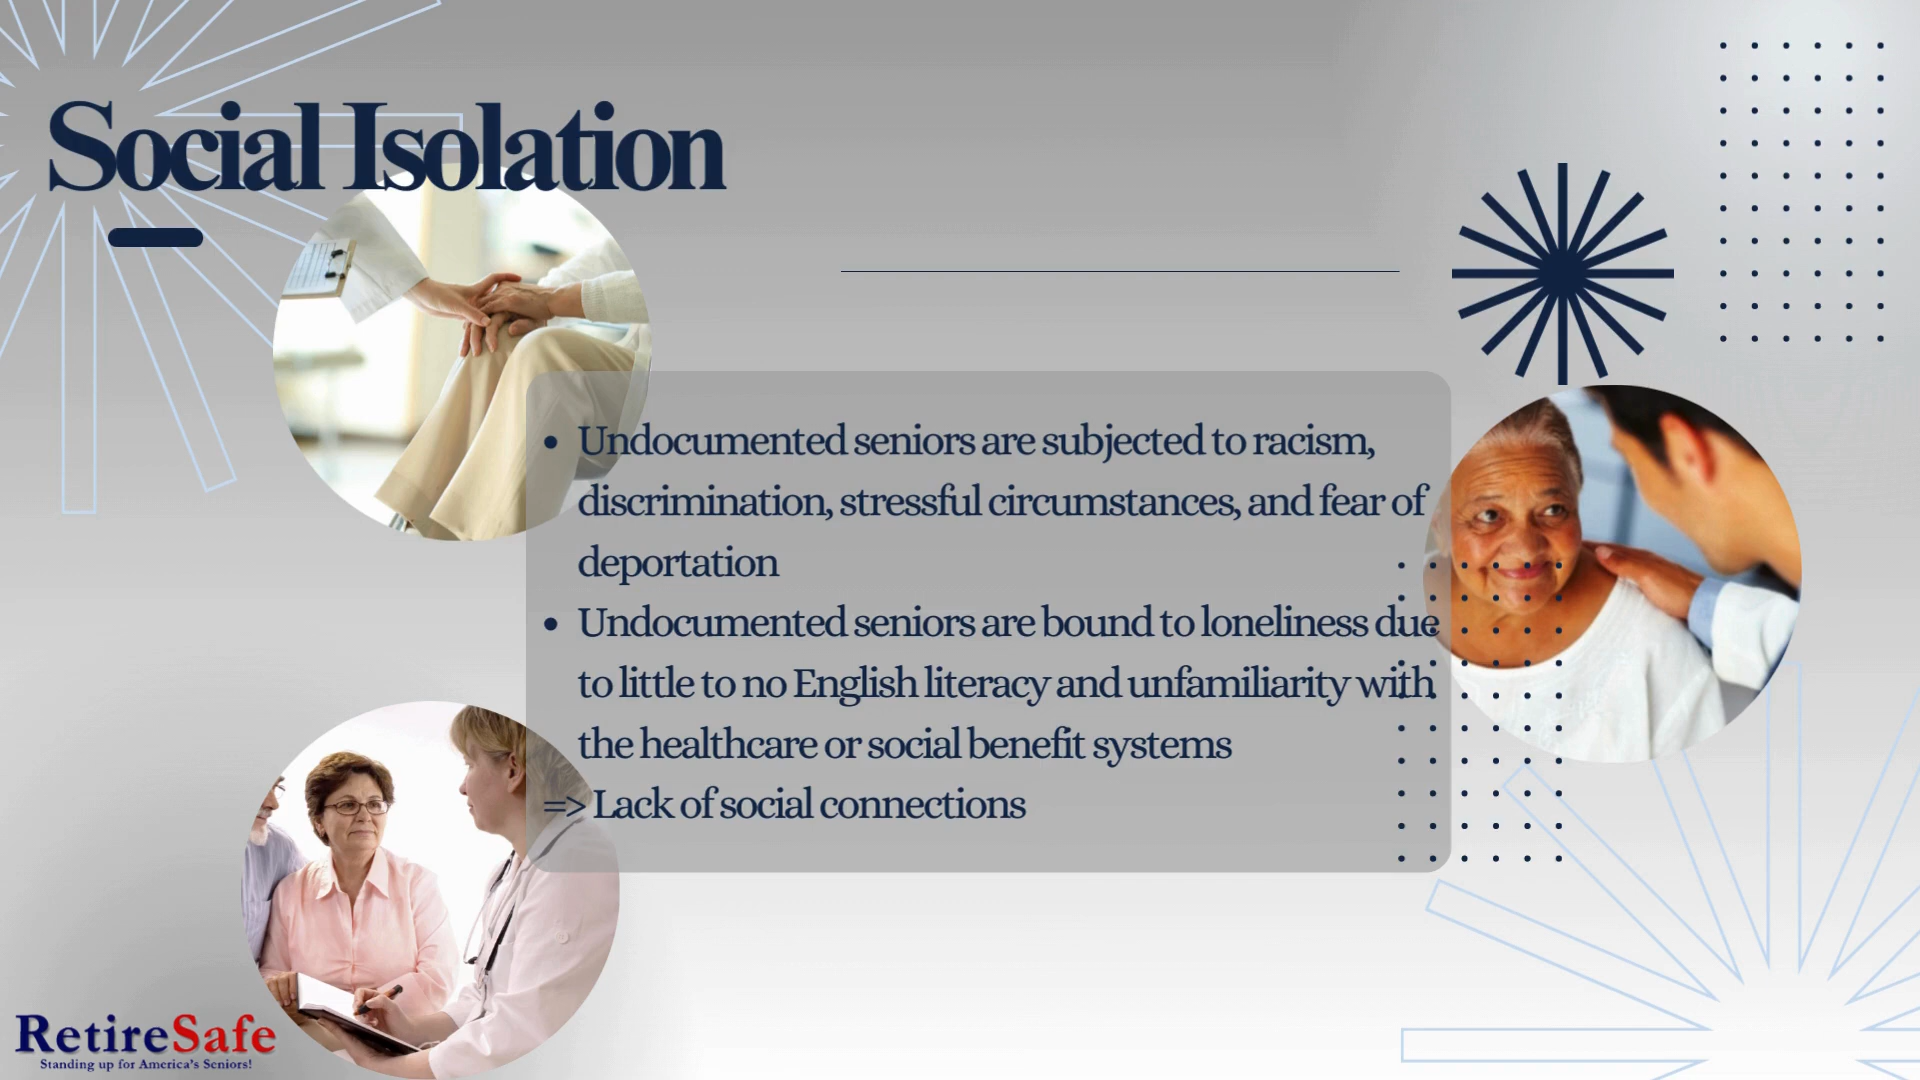 Social Isolation
• Undocumented seniors are subjected to racism,
discrimination, stressful circumstances, and fear of
deportation
• Undocumented seniors are bound to loneliness due
to little to no English literacy and unfamiliarity with
the healthcare or social benefit systems
=> Lack of social connections
RetireSafe
Standing up for America's Seniors!